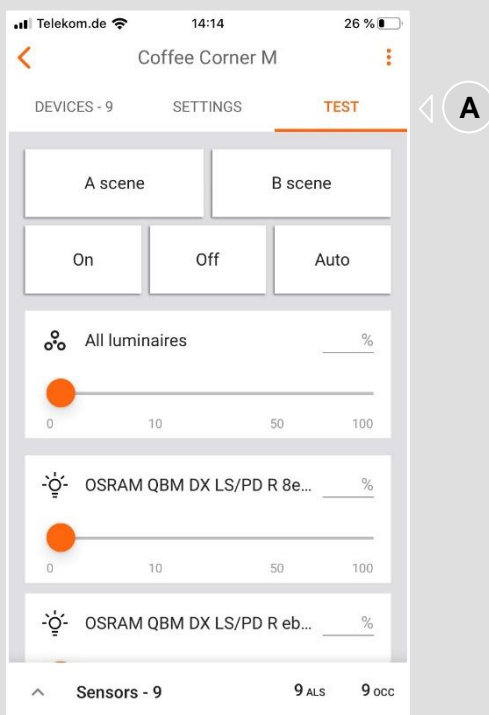 Telekom.de 14:14 26 %
Coffee Corner M
DEVICES - 9 SETTINGS TEST
A
A scene B scene
On Off Auto
All luminaires %
0 10 50 100
OSRAM QBM DX LS/PD R 8e... %
0 10 50 100
OSRAM QBM DX LS/PD R eb... %
Sensors - 9 9 ALS 9 OCC